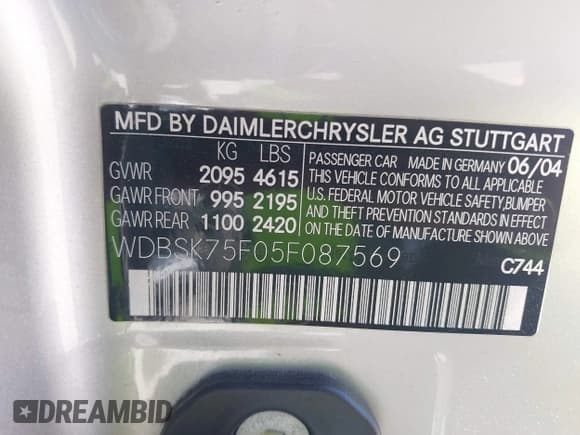 MFD BY DAIMLERCHRYSLER AG STUTTGART
KG LBS
GVWR 2095 4615
GAWR FRONT 995 2195
GAWR REAR 1100 2420
PASSENGER CAR MADE IN GERMANY 06/04
THIS VEHICLE CONFORMS TO ALL APPLICABLE
U.S. FEDERAL MOTOR VEHICLE SAFETY,BUMPER
AND THEFT PREVENTION STANDARDS IN EFFECT
ON THE DATE OF MANUFACTURE SHOWN ABOVE.
WDBSK75F05F087569
C744
DREAMBID